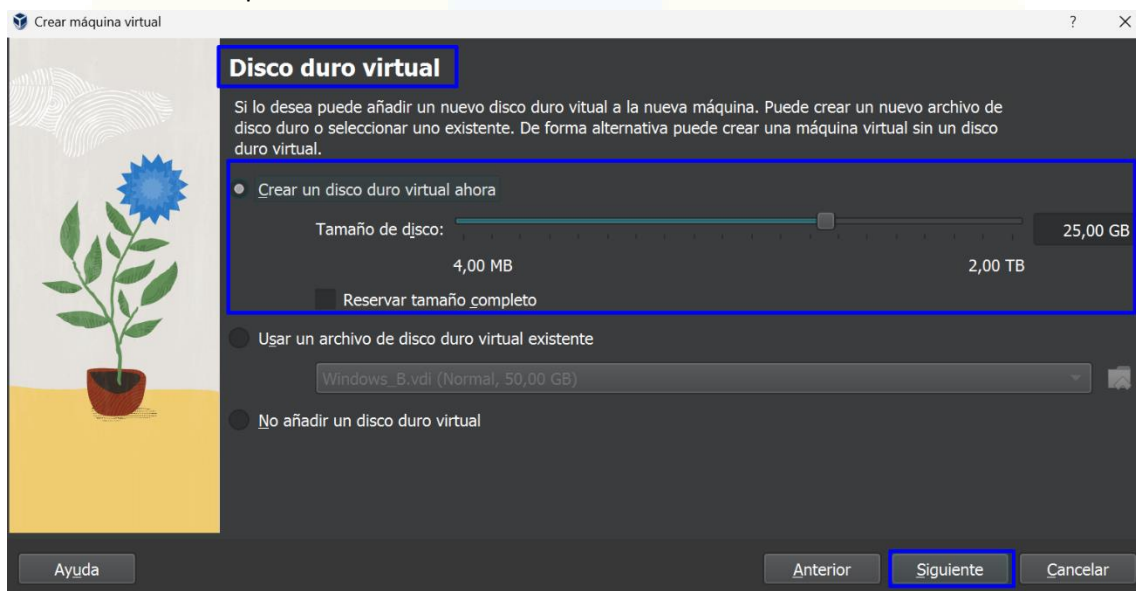 Crear máquina virtual
?
Disco duro virtual
Si lo desea puede añadir un nuevo disco duro vitual a la nueva máquina. Puede crear un nuevo archivo de
disco duro o seleccionar uno existente. De forma alternativa puede crear una máquina virtual sin un disco
duro virtual.
Crear un disco duro virtual ahora
Tamaño de disco: 25,00 GB
4,00 MB 2,00 TB
Reservar tamaño completo
Usar un archivo de disco duro virtual existente
Windows_B.vdi (Normal, 50,00 GB)
No añadir un disco duro virtual
Ayuda Anterior Siguiente Cancelar